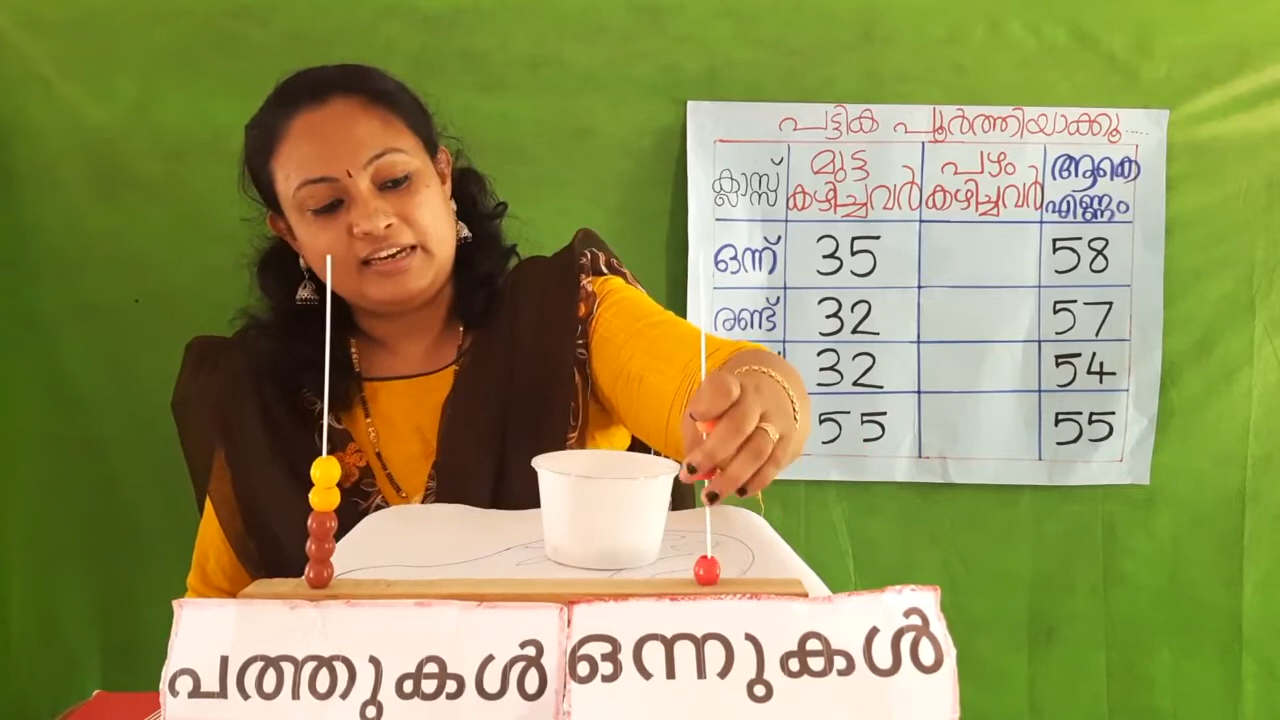 പട്ടിക പൂർത്തിയാക്കൂ.....
ക്ലാസ്സ് മുട്ട കഴിച്ചവർ പഴം കഴിച്ചവർ ആകെ എണ്ണം
ഒന്ന് 35 58
രണ്ട് 32 57
32 54
55 55
പത്തുകൾ ഒന്നുകൾ